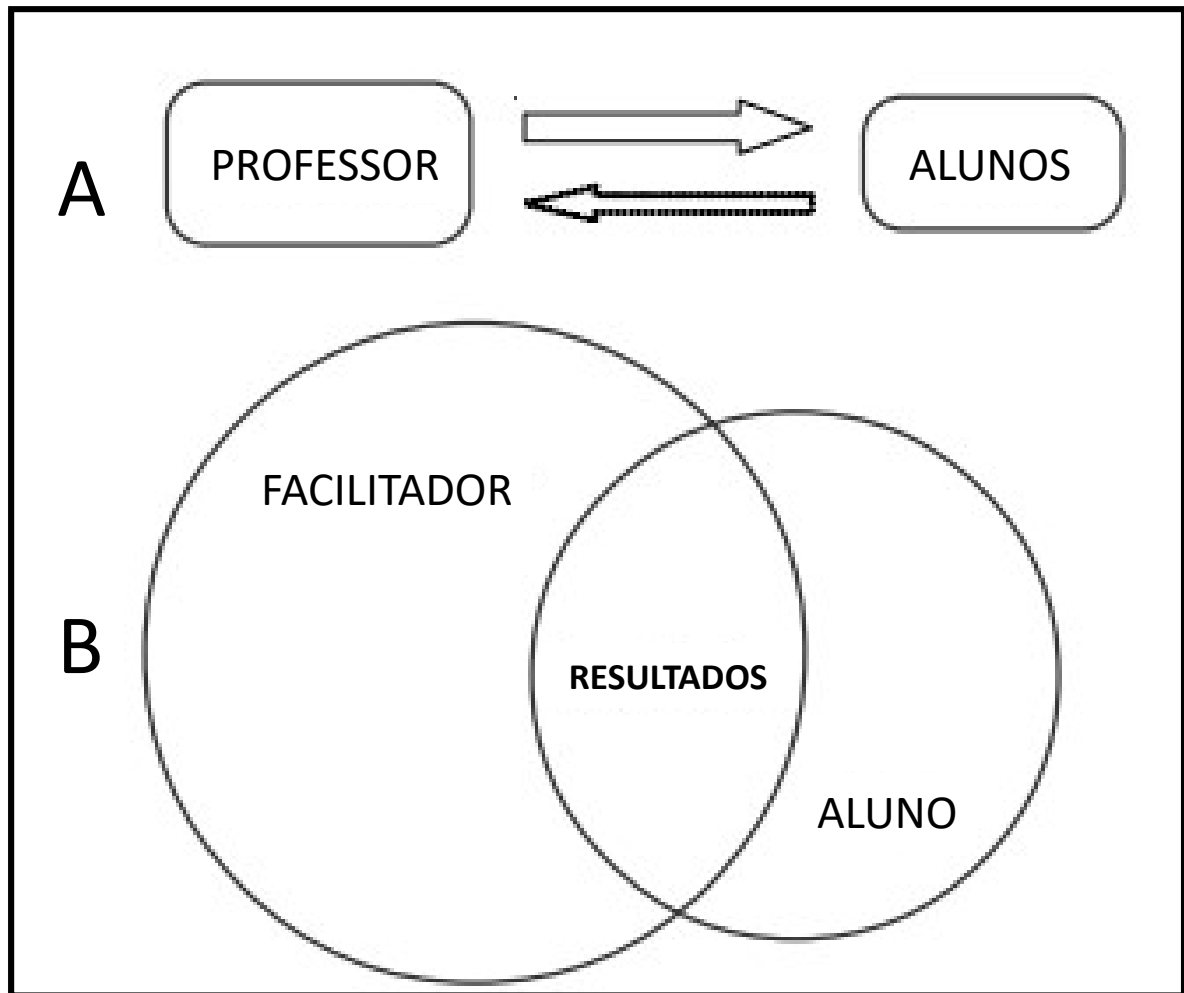 A
PROFESSOR
ALUNOS
FACILITADOR
B
RESULTADOS
ALUNO